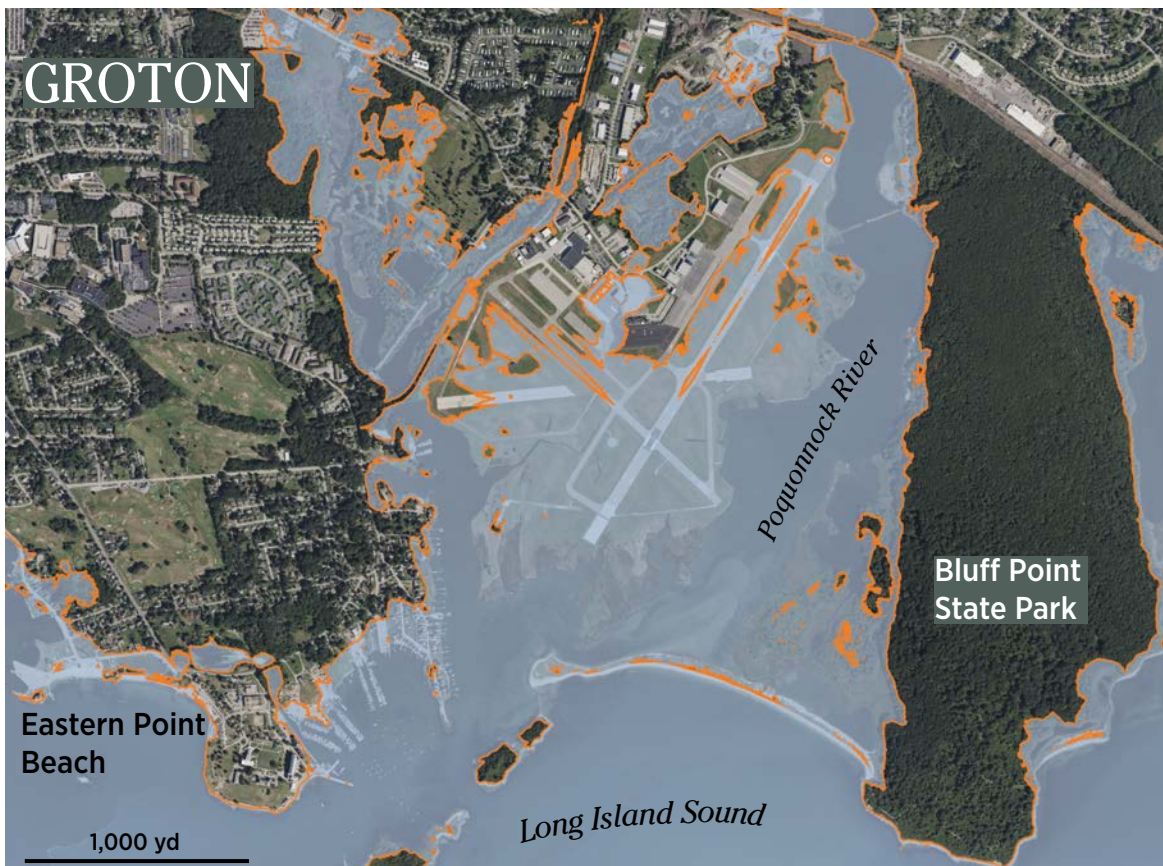 GROTON
Poquonnock River
Bluff Point
State Park
Eastern Point
Beach
Long Island Sound
1,000 yd